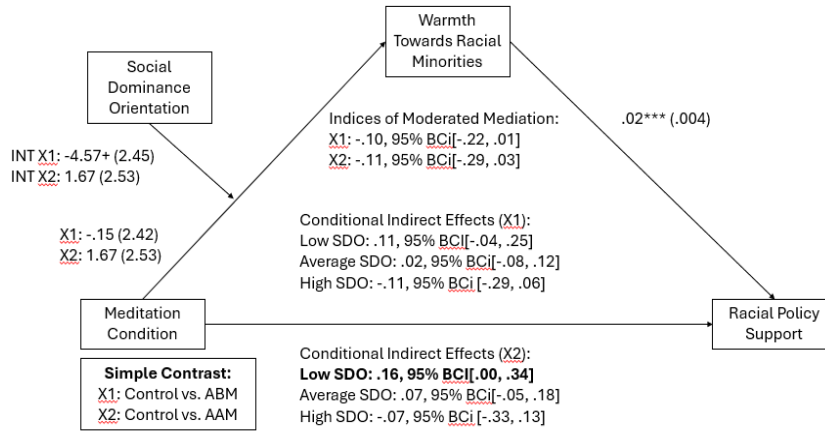 Warmth
Towards Racial
Minorities
Social
Dominance
Orientation
.02*** (.004)
Indices of Moderated Mediation:
X1: -.10, 95% BCi[-.22, .01]
X2: -.11, 95% BCi[-.29, .03]
INT X1: -4.57+ (2.45)
INT X2: 1.67 (2.53)
X1: -.15 (2.42)
X2: 1.67 (2.53)
Conditional Indirect Effects (X1):
Low SDO: .11, 95% BCI[-.04, .25]
Average SDO: .02, 95% BCi[-.08, .12]
High SDO: -.11, 95% BCi [-.29, .06]
Meditation
Condition
Racial Policy
Support
Simple Contrast:
X1: Control vs. ABM
X2: Control vs. AAM
Conditional Indirect Effects (X2):
Low SDO: .16, 95% BCI[.00, .34]
Average SDO: .07, 95% BCi[-.05, .18]
High SDO: -.07, 95% BCi [-.33, .13]